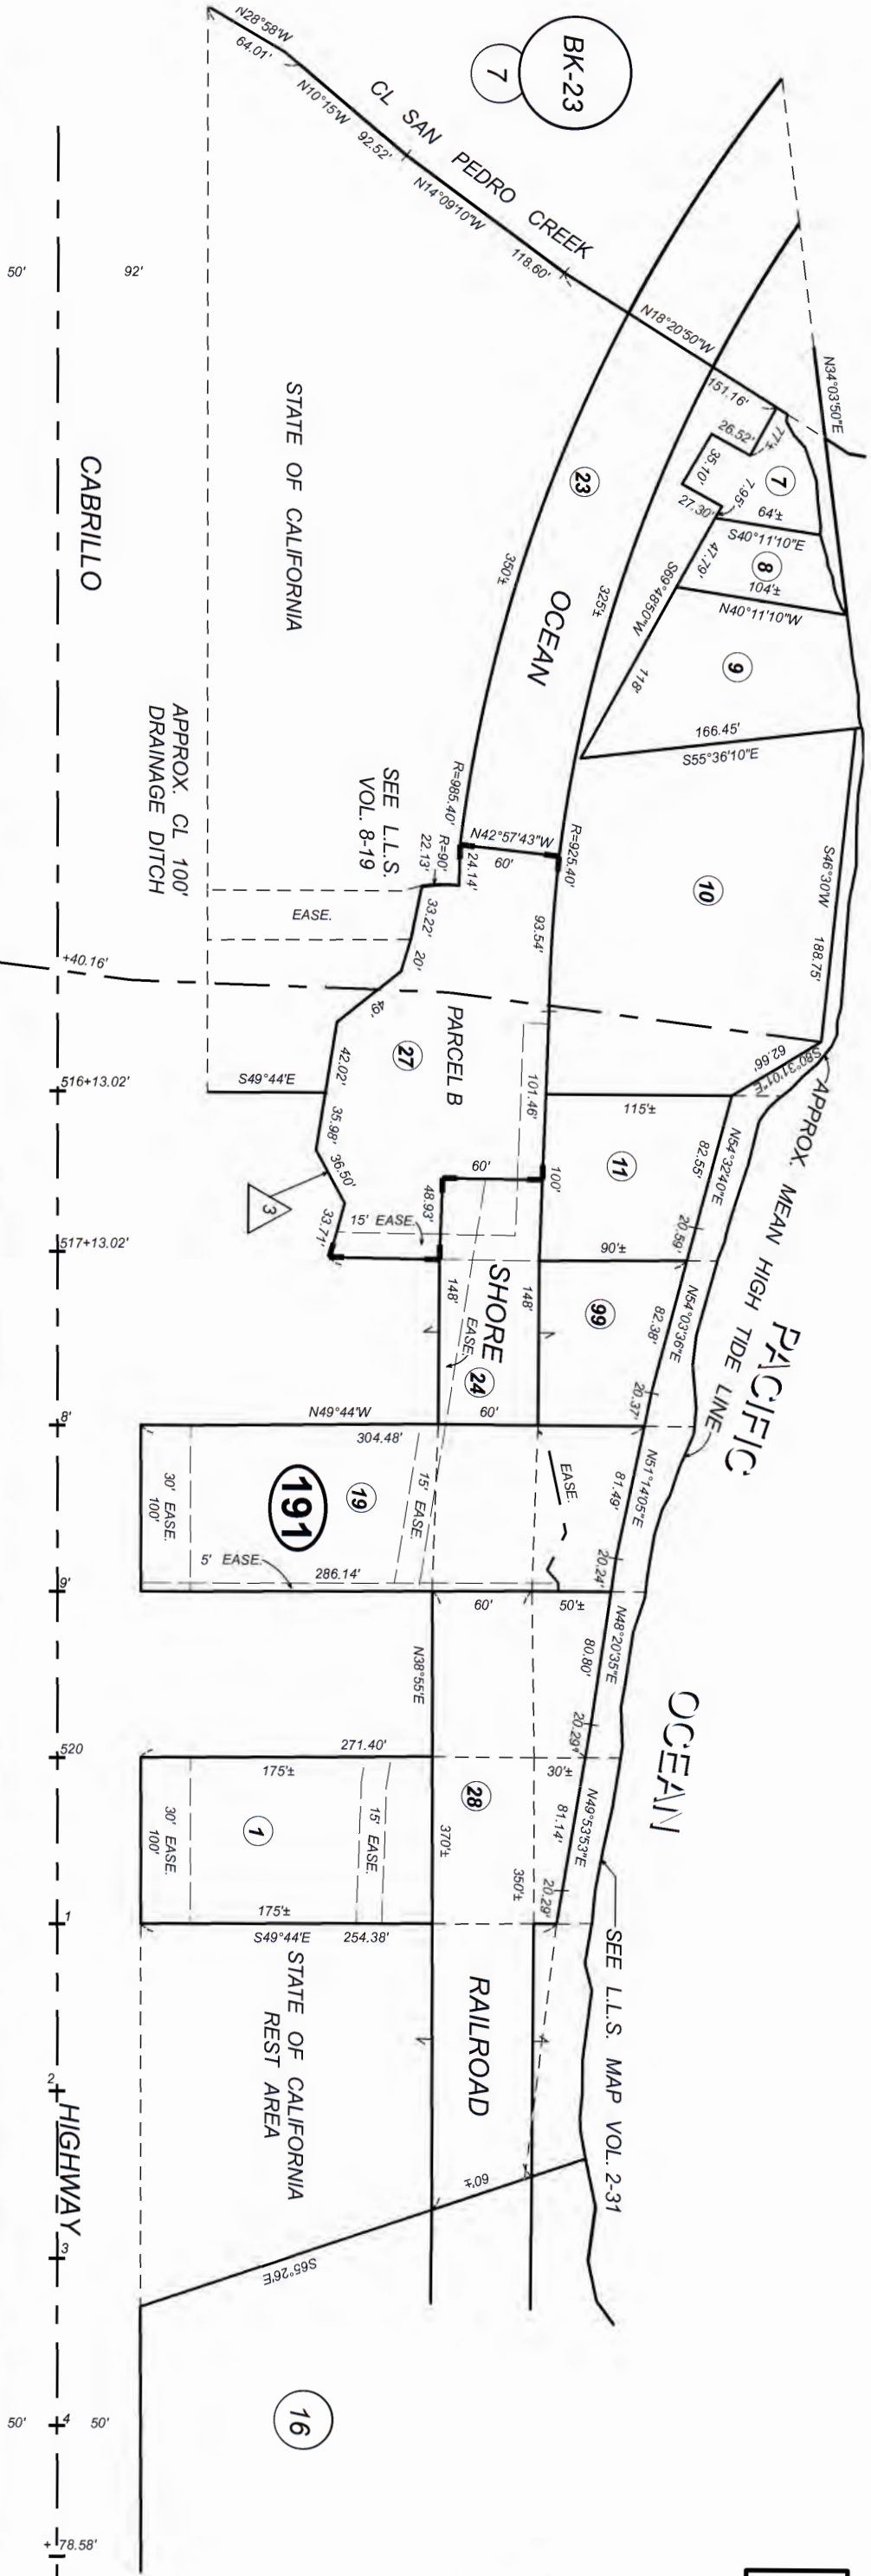 BK-23
7
N28°58'W
64.01'
N10°15'W
92.52'
N14°09'10"W
118.60'
CL SAN PEDRO CREEK
N18°20'50"W
151.16'
N34°03'50"E
77'±
26.52'
35.10'
7.95'
27.30'
7
64'±
S40°11'10"E
47.79'
8
104'±
N40°11'10"W
S69°48'50"W
118'
9
166.45'
S55°36'10"E
10
S46°30'W
188.75'
62.66'
S80°31'01"E
APPROX. MEAN HIGH TIDE LINE
PACIFIC
OCEAN
SEE L.L.S. MAP VOL. 2-31
23
350'±
325'±
OCEAN
R=985.40'
R=925.40'
N42°57'43"W
60'
24.14'
R=90'
22.13'
SEE L.L.S.
VOL. 8-19
33.22'
20'
49'
93.54'
PARCEL B
27
42.02'
35.98'
36.50'
33.71'
3
101.46'
100'
60'
48.93'
15' EASE.
EASE.
S49°44'E
115'±
11
N54°32'40"E
82.55'
20.59'
90'±
99
N54°03'36"E
82.38'
20.37'
SHORE
148'
148'
EASE.
24
60'
N49°44'W
304.48'
19
191
15' EASE.
30' EASE.
100'
5' EASE.
286.14'
EASE.
N51°14'05"E
81.49'
20.24'
60'
50'±
N48°20'35"E
80.80'
20.29'
N38°55'E
271.40'
175'±
30'±
28
N49°53'53"E
81.14'
20.29'
370'±
350'±
1
15' EASE.
30' EASE.
100'
175'±
S49°44'E
254.38'
RAILROAD
STATE OF CALIFORNIA
REST AREA
60'±
S65°26'E
16
STATE OF CALIFORNIA
APPROX. CL 100'
DRAINAGE DITCH
50'
92'
CABRILLO
+40.16'
516+13.02'
517+13.02'
8'
9'
520
1
2
HIGHWAY
3
4
50'
50'
+78.58'